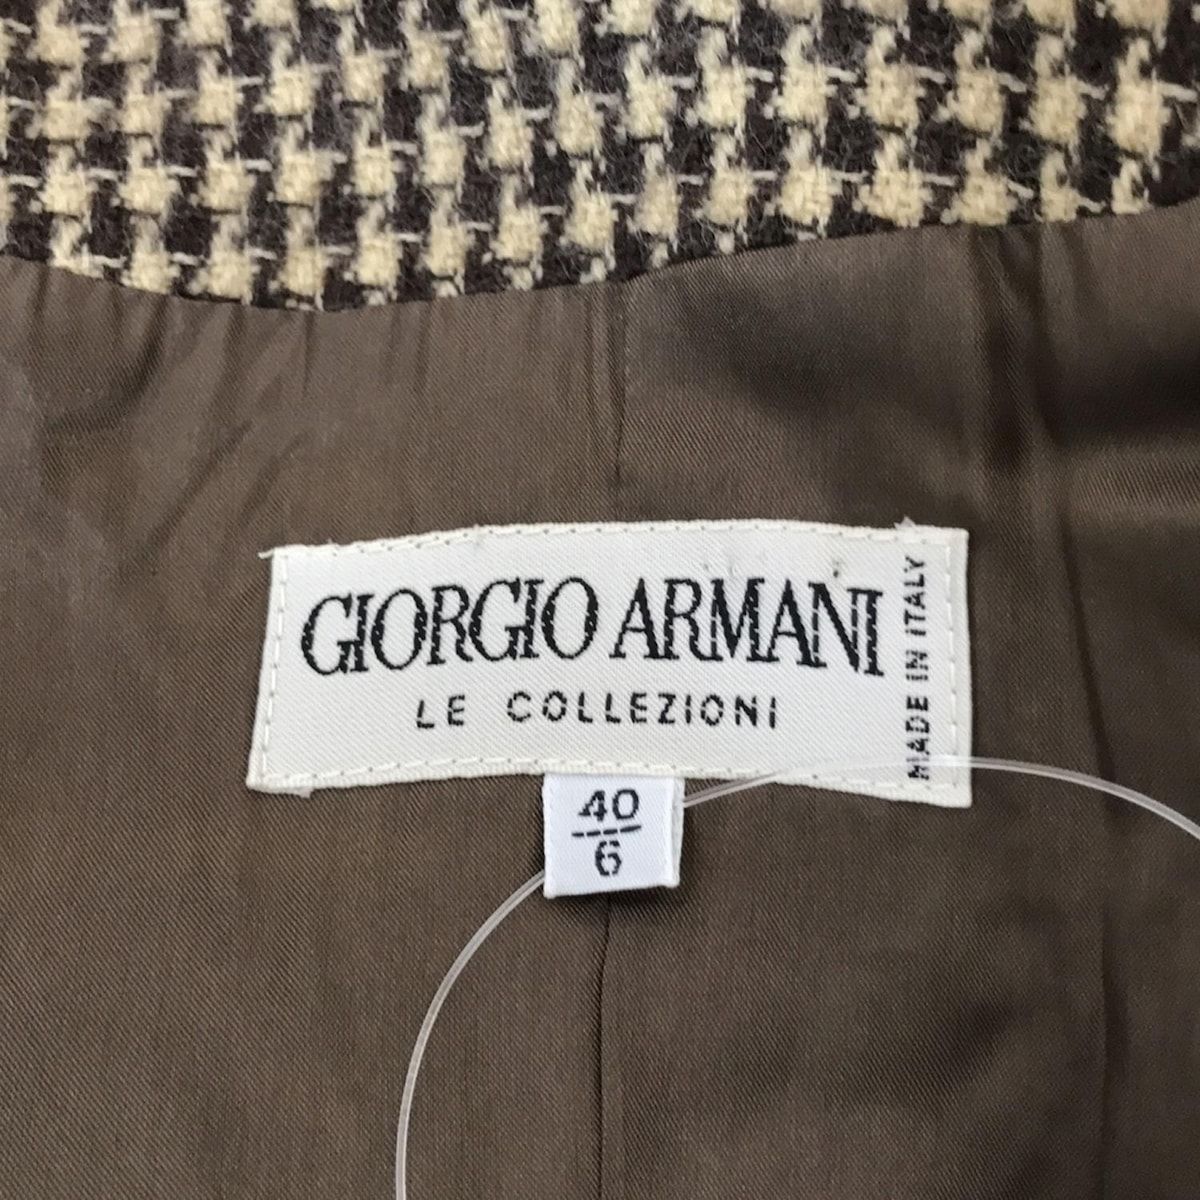 GIORGIO ARMANI
LE COLLEZIONI
MADE IN ITALY
40
6